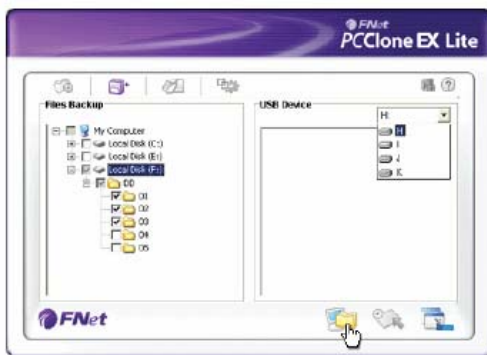 FNet
PCClone EX Lite
Files Backup
USB Device
H:
My Computer
Local Disk (C:)
Local Disk (E:)
Local Disk (F:)
00
01
02
03
04
05
H
I
J
K
FNet